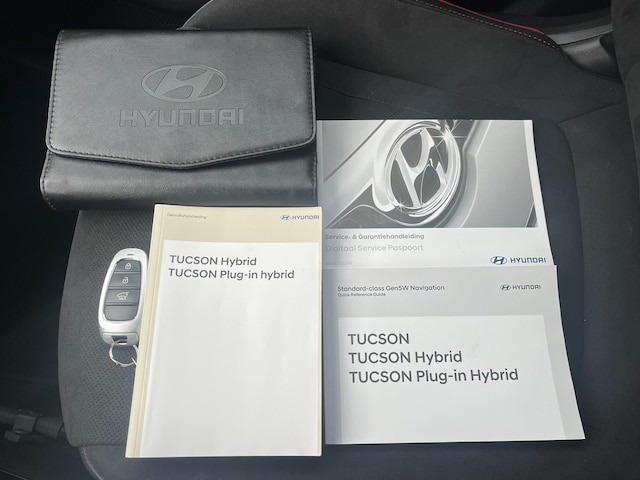 HYUNDAI
Service- & Garantiehandleiding
Digitaal Service Paspoort
HYUNDAI
Gebruikshandleiding
HYUNDAI
TUCSON Hybrid
TUCSON Plug-in hybrid
Standard-class Gen5W Navigation
Quick Reference Guide
HYUNDAI
TUCSON
TUCSON Hybrid
TUCSON Plug-in Hybrid